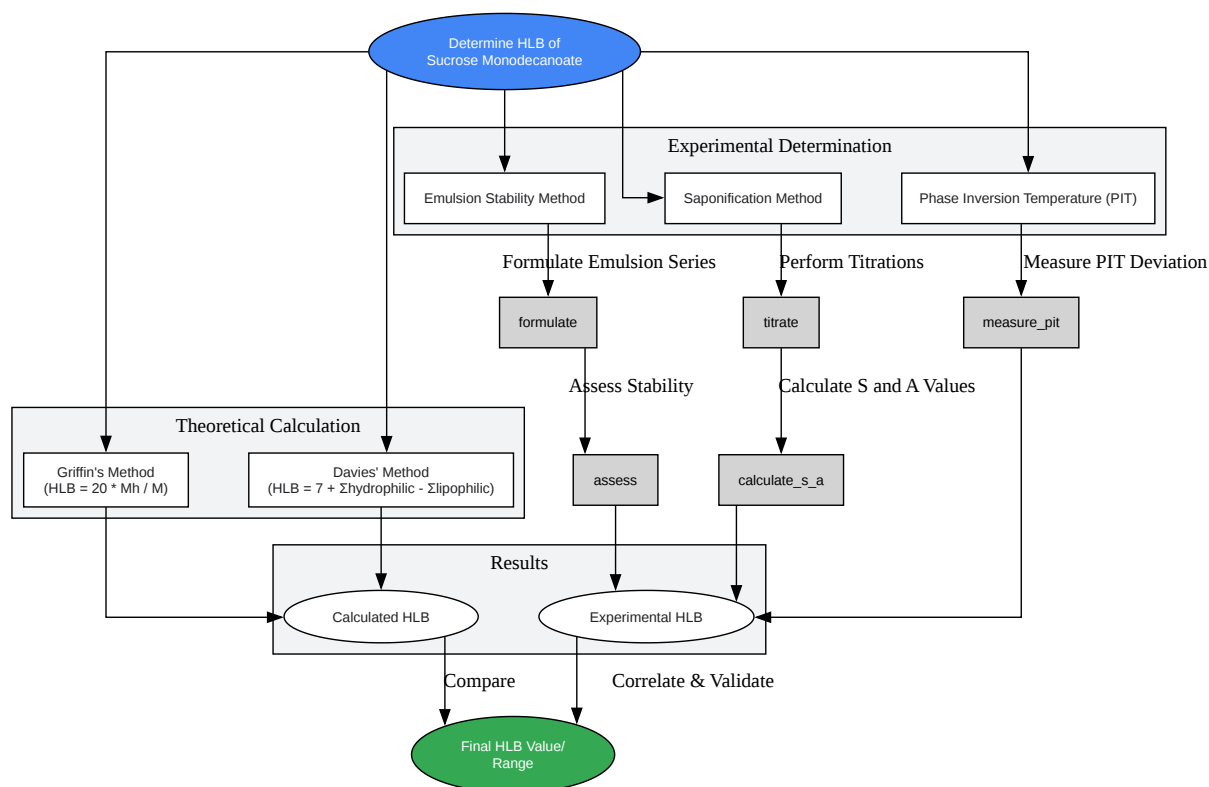 Determine HLB of
Sucrose Monodecanoate
Experimental Determination
Emulsion Stability Method
Saponification Method
Phase Inversion Temperature (PIT)
Formulate Emulsion Series
Perform Titrations
Measure PIT Deviation
formulate
titrate
measure_pit
Assess Stability
Calculate S and A Values
Theoretical Calculation
Griffin's Method
(HLB = 20 * Mh / M)
Davies' Method
(HLB = 7 + Σhydrophilic - Σlipophilic)
assess
calculate_s_a
Results
Calculated HLB
Experimental HLB
Compare
Correlate & Validate
Final HLB Value/
Range